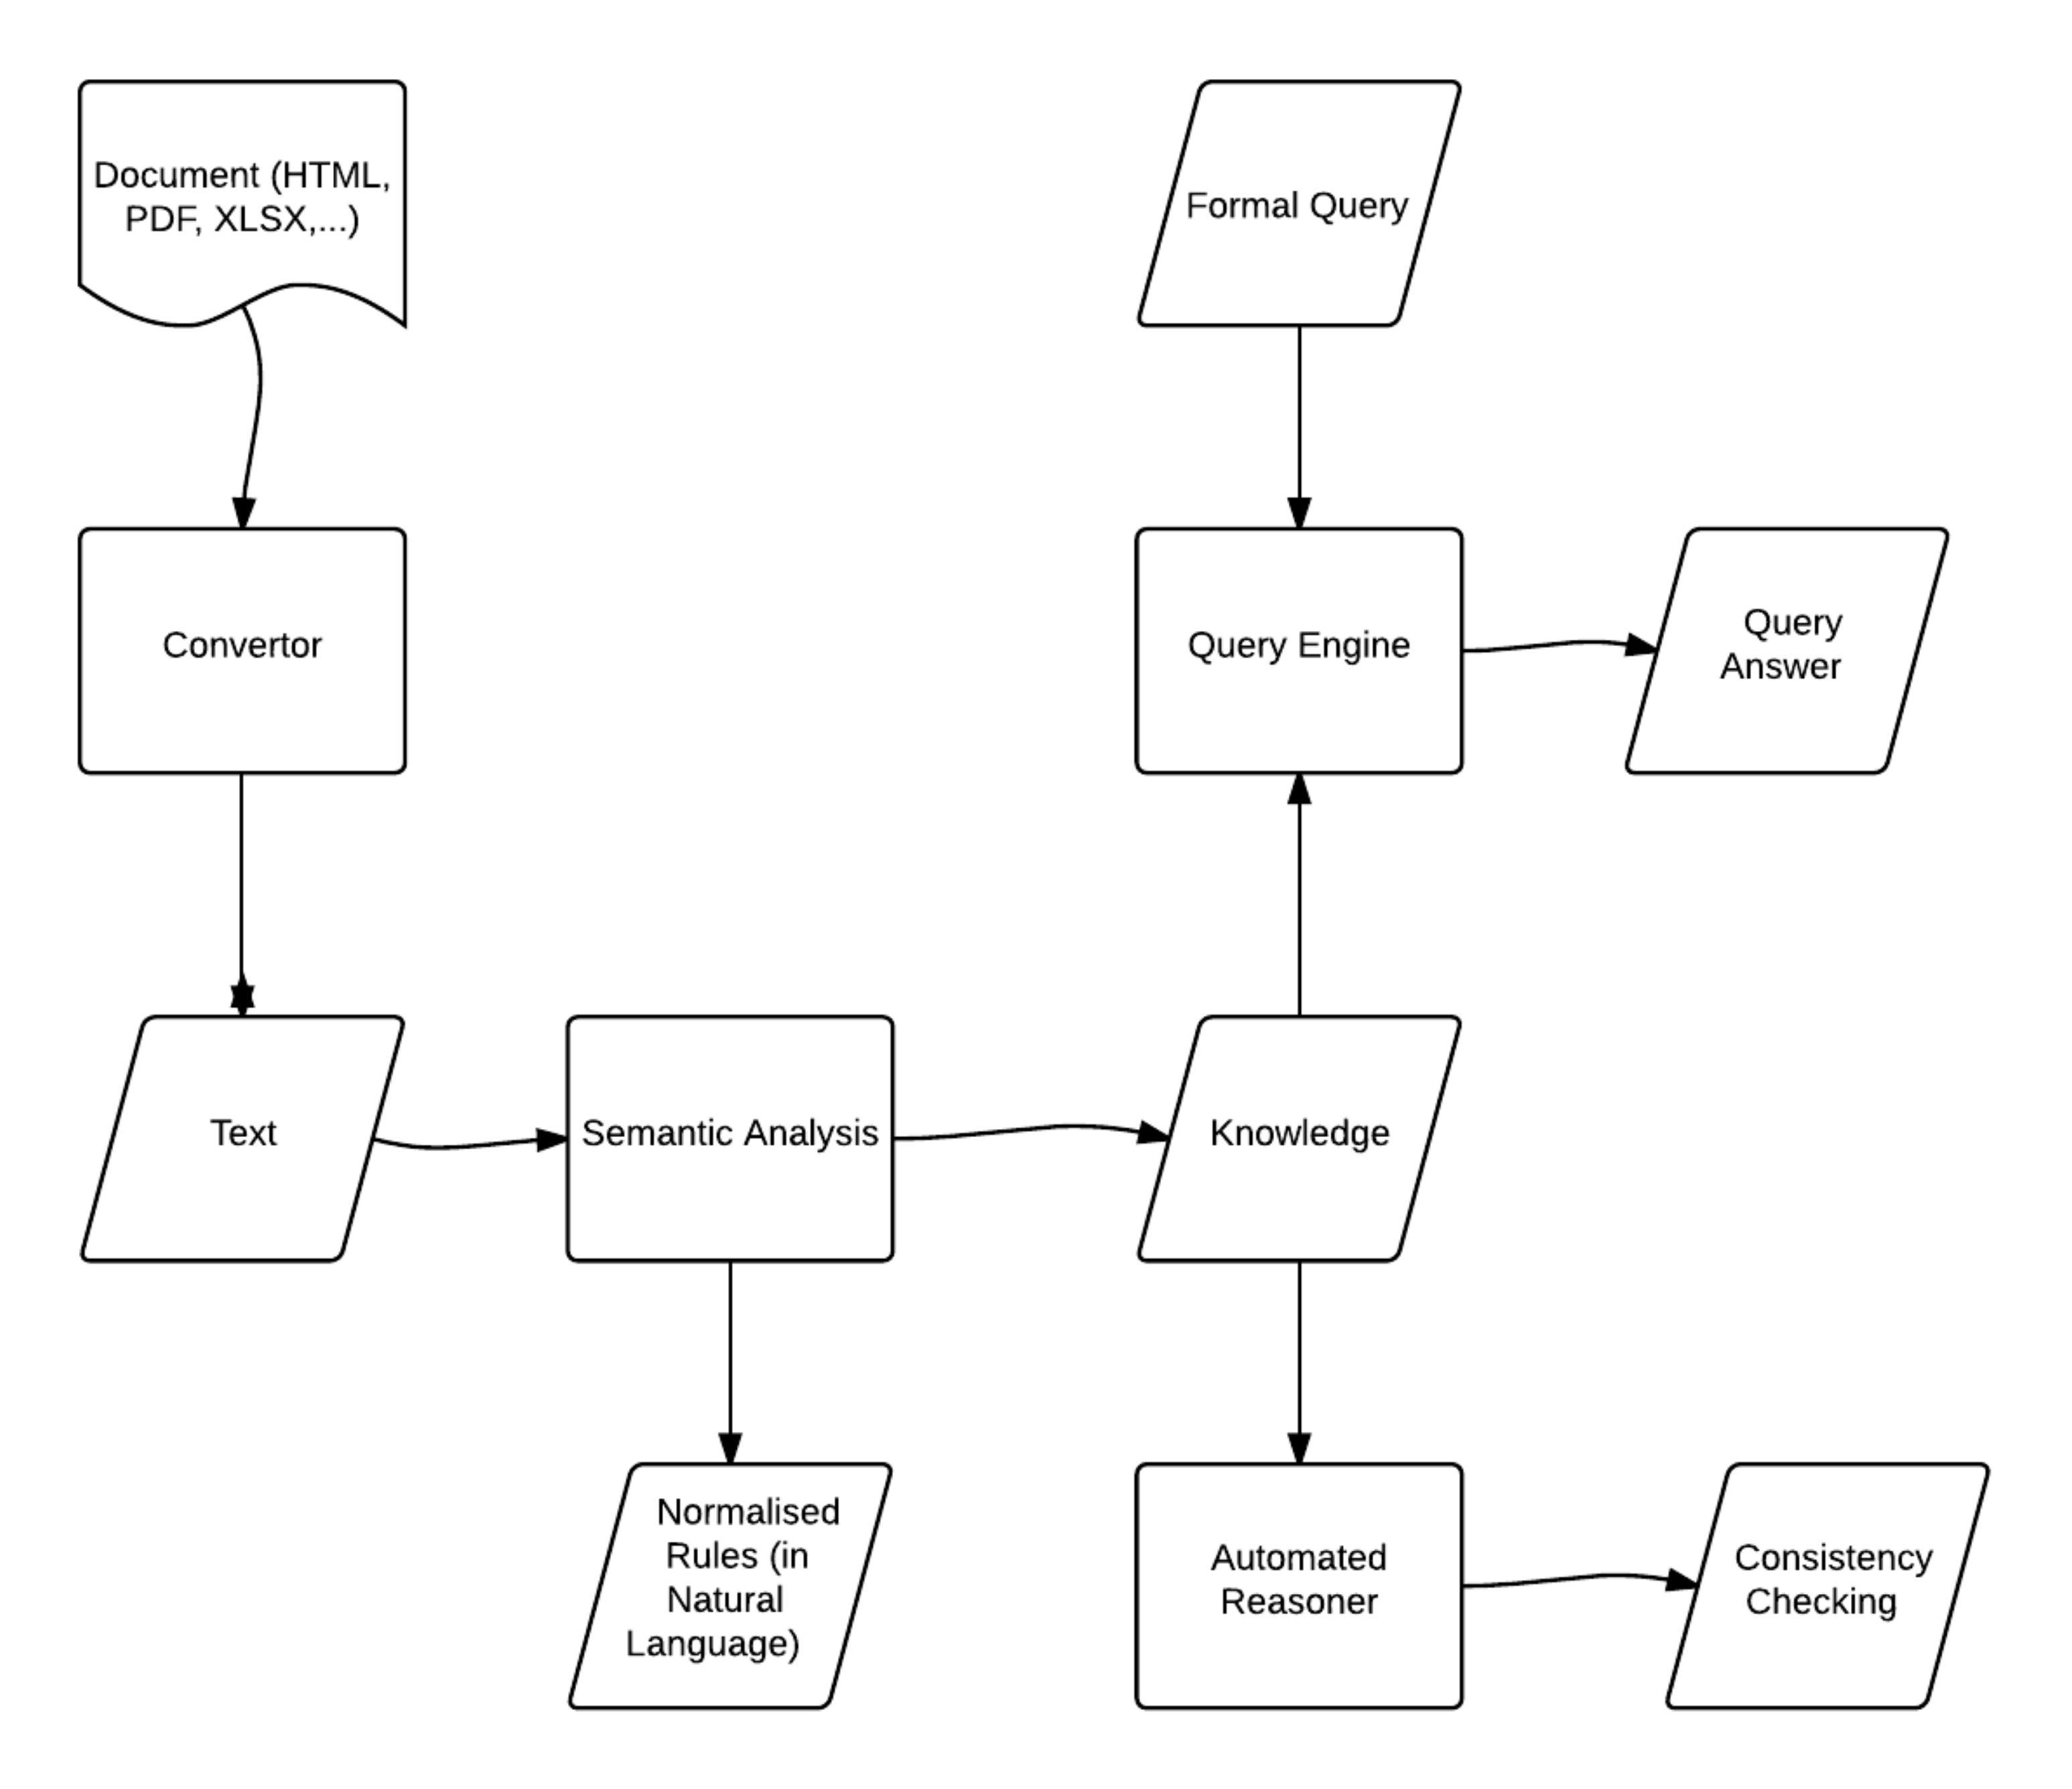 Document (HTML,
PDF, XLSX,...)
Formal Query
Convertor
Query Engine
Query
Answer
Text
Semantic Analysis
Knowledge
Normalised
Rules (in
Natural
Language)
Automated
Reasoner
Consistency
Checking